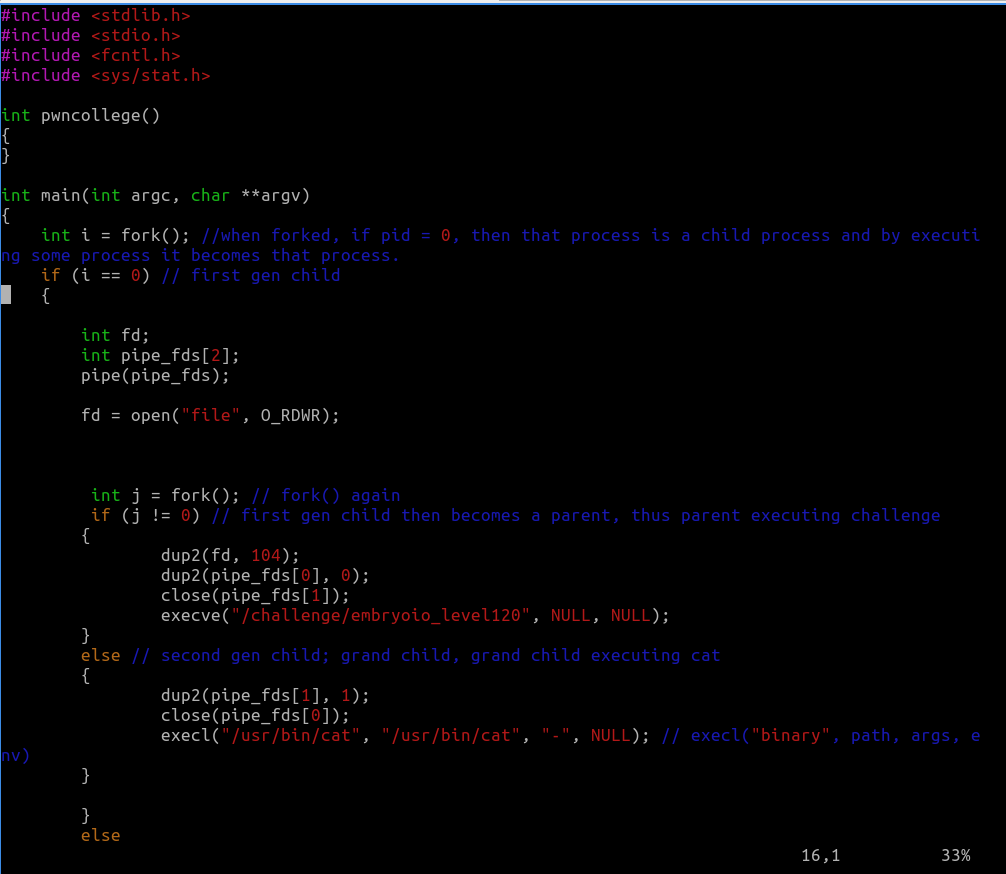 #include <stdlib.h>
#include <stdio.h>
#include <fcntl.h>
#include <sys/stat.h>
int pwncollege()
{
}
int main(int argc, char **argv)
{
    int i = fork(); //when forked, if pid = 0, then that process is a child process and by executi
ng some process it becomes that process.
    if (i == 0) // first gen child
    {
        int fd;
        int pipe_fds[2];
        pipe(pipe_fds);
        fd = open("file", O_RDWR);
         int j = fork(); // fork() again
         if (j != 0) // first gen child then becomes a parent, thus parent executing challenge
        {
                dup2(fd, 104);
                dup2(pipe_fds[0], 0);
                close(pipe_fds[1]);
                execve("/challenge/embryoio_level120", NULL, NULL);
        }
        else // second gen child; grand child, grand child executing cat
        {
                dup2(pipe_fds[1], 1);
                close(pipe_fds[0]);
                execl("/usr/bin/cat", "/usr/bin/cat", "-", NULL); // execl("binary", path, args, e
nv)
        }
        }
        else
16,1 33%